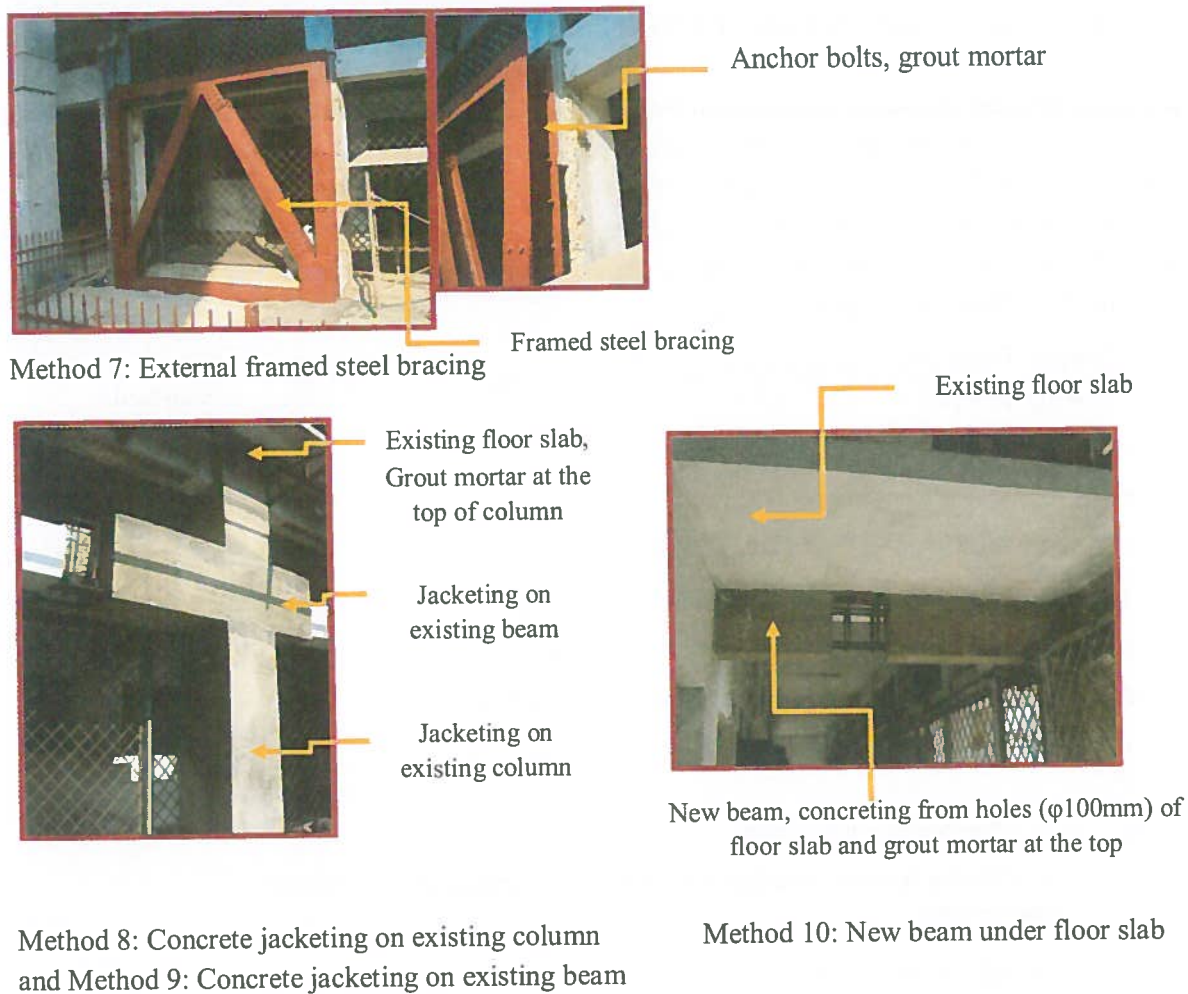 Anchor bolts, grout mortar
Framed steel bracing
Method 7: External framed steel bracing
Existing floor slab
Existing floor slab,
Grout mortar at the
top of column
Jacketing on
existing beam
Jacketing on
existing column
New beam, concreting from holes (φ100mm) of
floor slab and grout mortar at the top
Method 8: Concrete jacketing on existing column
and Method 9: Concrete jacketing on existing beam
Method 10: New beam under floor slab